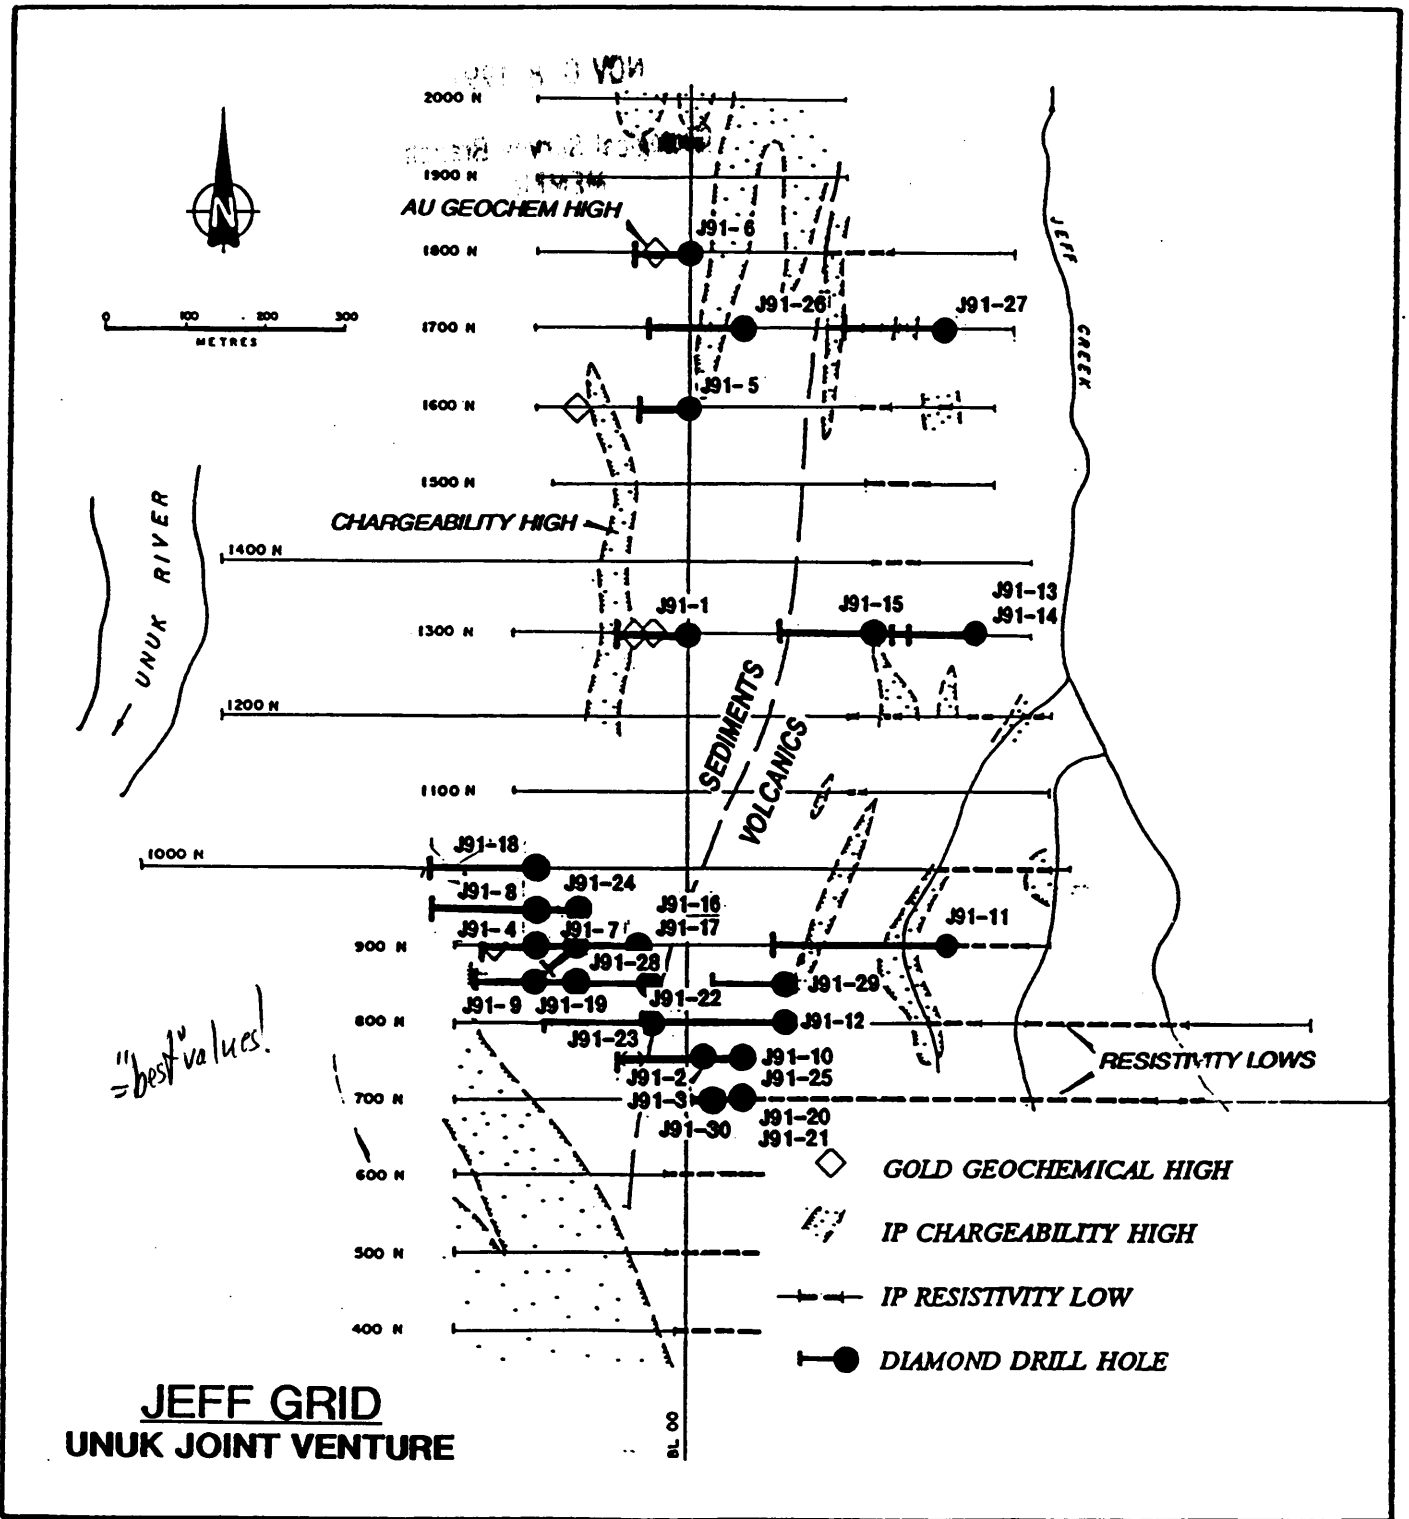 NOV
2000 N
1900 N
AU GEOCHEM HIGH
J91-6
1800 N
N
0 100 200 300
METRES
J91-26
J91-27
1700 N
JEFF
CREEK
J91-5
1600 N
1500 N
UNUK RIVER
CHARGEABILITY HIGH
1400 N
J91-1
J91-15
J91-13
J91-14
1300 N
1200 N
SEDIMENTS
VOLCANICS
1100 N
1000 N
J91-18
J91-8
J91-24
J91-16
J91-17
J91-4
J91-7
J91-11
900 N
J91-28
J91-29
J91-9
J91-19
J91-22
800 N
J91-12
J91-23
="best" values!
J91-10
J91-25
RESISTIVITY LOWS
J91-2
J91-3
700 N
J91-20
J91-21
J91-30
600 N
GOLD GEOCHEMICAL HIGH
IP CHARGEABILITY HIGH
500 N
IP RESISTIVITY LOW
400 N
DIAMOND DRILL HOLE
BL 00
JEFF GRID
UNUK JOINT VENTURE